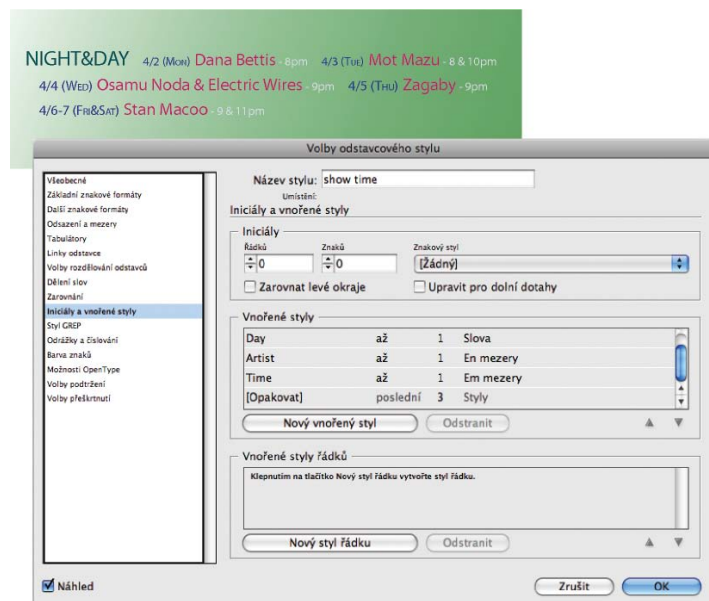 NIGHT&DAY 4/2 (Mon) Dana Bettis - 8pm 4/3 (Tue) Mot Mazu - 8 & 10pm
4/4 (Wed) Osamu Noda & Electric Wires - 9pm 4/5 (Thu) Zagaby - 9pm
4/6-7 (Fri&Sat) Stan Macoo - 9 & 11pm
Volby odstavcového stylu
Všeobecné
Základní znakové formáty
Další znakové formáty
Odsazení a mezery
Tabulátory
Linky odstavce
Volby rozdělování odstavců
Dělení slov
Zarovnání
Iniciály a vnořené styly
Styl GREP
Odrážky a číslování
Barva znaků
Možnosti OpenType
Volby podtržení
Volby přeškrtnutí
Název stylu: show time
Umístění:
Iniciály a vnořené styly
Iniciály
Řádků Znaků Znakový styl
0 0 [Žádný]
Zarovnat levé okraje Upravit pro dolní dotahy
Vnořené styly
Day až 1 Slova
Artist až 1 En mezery
Time až 1 Em mezery
[Opakovat] poslední 3 Styly
Nový vnořený styl Odstranit
Vnořené styly řádků
Klepnutím na tlačítko Nový styl řádku vytvořte styl řádku.
Nový styl řádku Odstranit
Náhled Zrušit OK